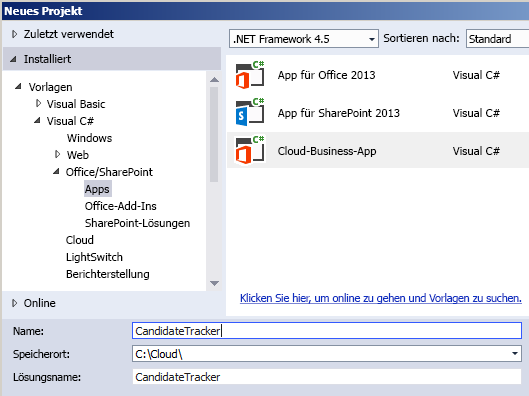 Neues Projekt
Zuletzt verwendet
Installiert
Vorlagen
Visual Basic
Visual C#
Windows
Web
Office/SharePoint
Apps
Office-Add-Ins
SharePoint-Lösungen
Cloud
LightSwitch
Berichterstellung
Online
.NET Framework 4.5 Sortieren nach: Standard
C# App für Office 2013 Visual C#
C# App für SharePoint 2013 Visual C#
C# Cloud-Business-App Visual C#
Klicken Sie hier, um online zu gehen und Vorlagen zu suchen.
Name: CandidateTracker
Speicherort: C:\Cloud\
Lösungsname: CandidateTracker